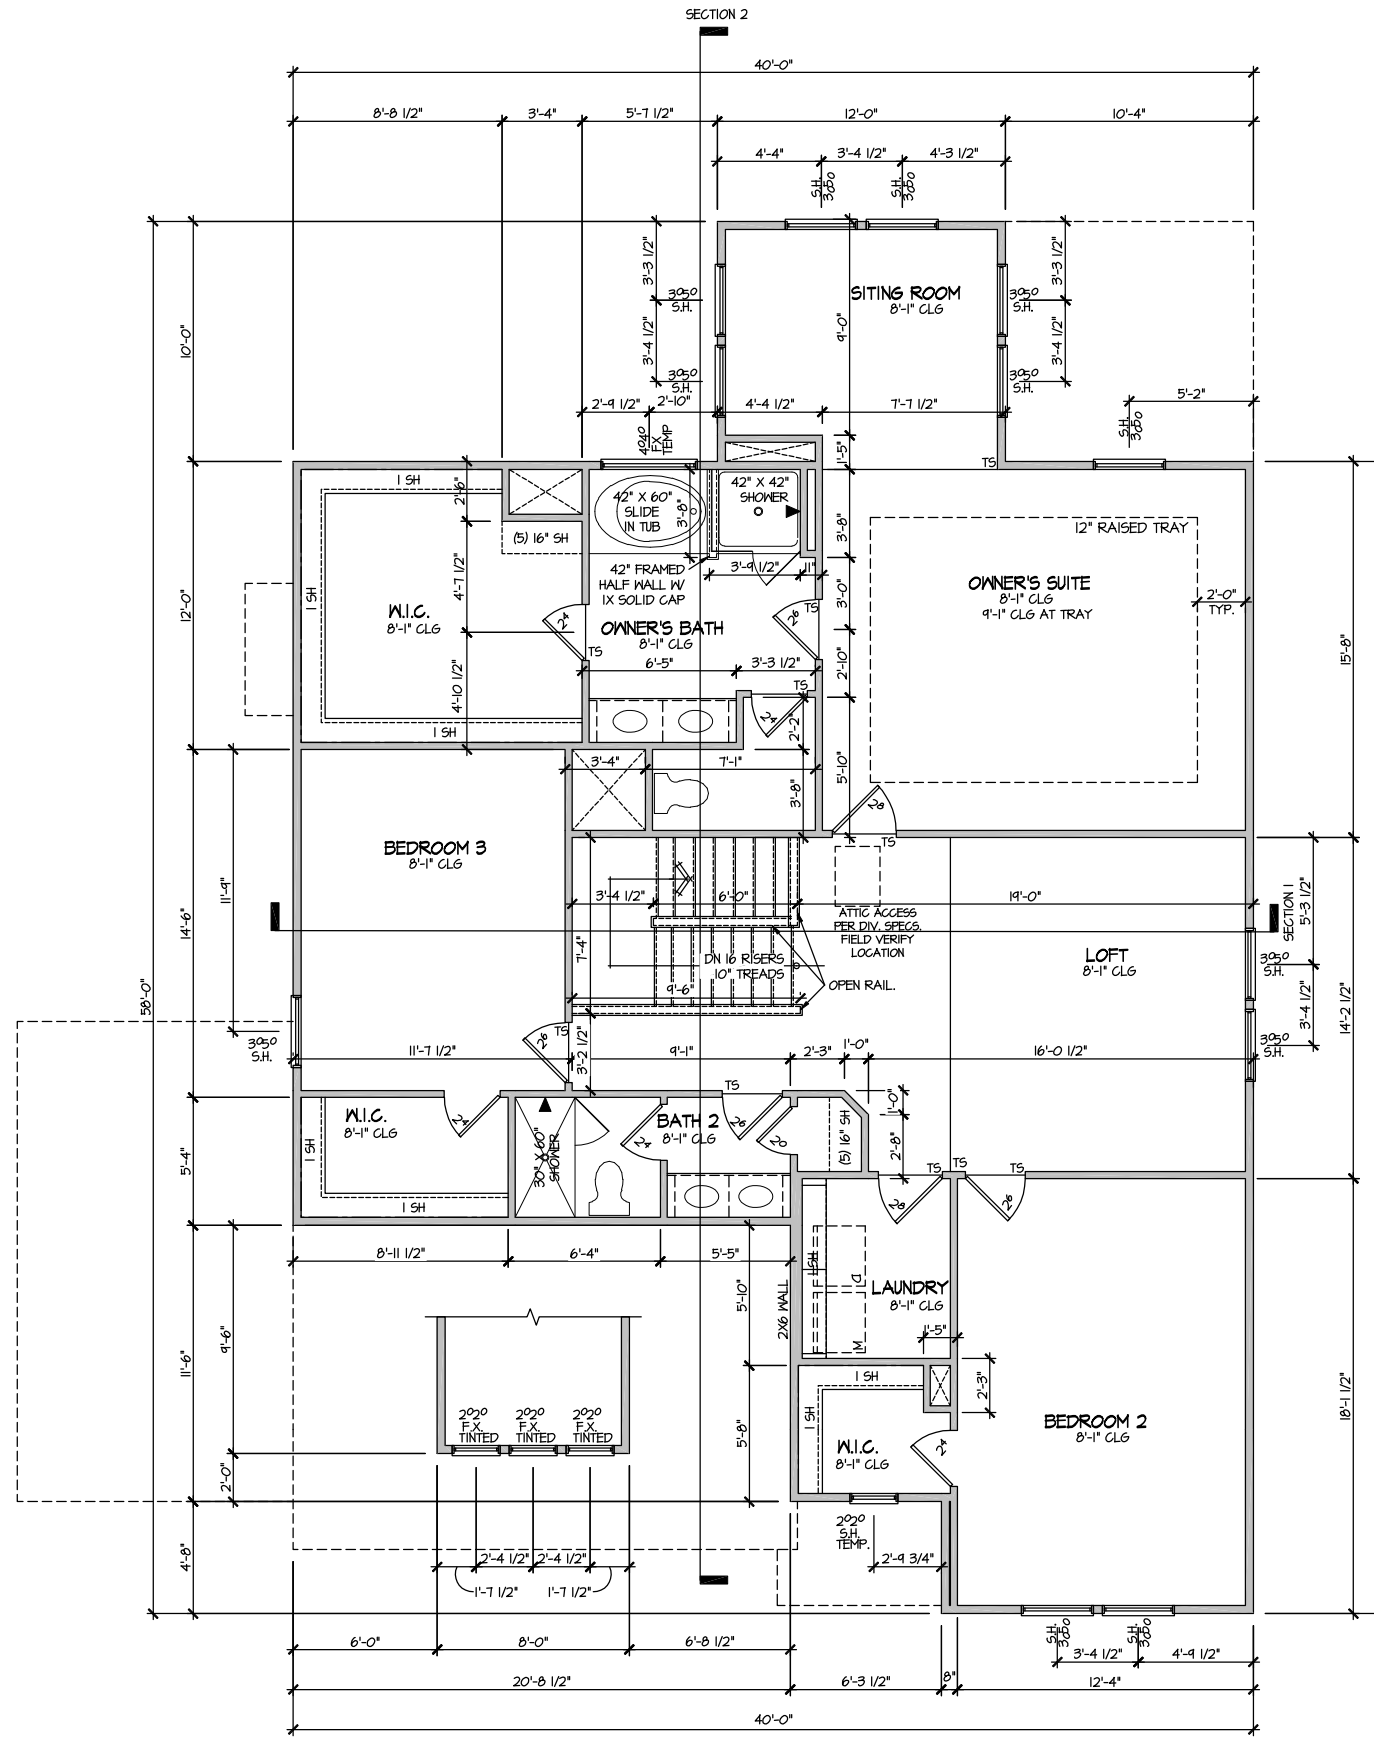 SECTION 2
40'-0"
8'-8 1/2"
3'-4"
5'-7 1/2"
12'-0"
10'-4"
4'-4"
3'-4 1/2"
4'-3 1/2"
S.H.
3⁰5⁰
S.H.
3⁰5⁰
3'-3 1/2"
3'-3 1/2"
3⁰5⁰
S.H.
SITING ROOM
8'-1" CLG
3⁰5⁰
S.H.
10'-0"
3'-4 1/2"
9'-0"
3'-4 1/2"
3⁰5⁰
S.H.
3⁰5⁰
S.H.
2'-9 1/2"
2'-10"
4'-4 1/2"
7'-7 1/2"
5'-2"
4⁰4⁰
FX
TEMP
1'-5"
S.H.
3⁰5⁰
TS
1 SH
2'-6"
42" X 60"
SLIDE
IN TUB
3'-8"
42" X 42"
SHOWER
3'-8"
12" RAISED TRAY
(5) 16" SH
42" FRAMED
HALF WALL W/
1X SOLID CAP
3'-9 1/2"
11"
4'-7 1/2"
OWNER'S SUITE
8'-1" CLG
9'-1" CLG AT TRAY
2'-0"
TYP.
1 SH
12'-0"
W.I.C.
8'-1" CLG
24
TS
OWNER'S BATH
8'-1" CLG
TS
26
3'-0"
15'-8"
6'-5"
3'-3 1/2"
2'-10"
4'-10 1/2"
TS
24
2'-2"
1 SH
3'-4"
7'-1"
5'-10"
3'-8"
28
TS
BEDROOM 3
8'-1" CLG
11'-9"
3'-4 1/2"
6'-0"
19'-0"
ATTIC ACCESS
PER DIV. SPECS.
FIELD VERIFY
LOCATION
SECTION 1
5'-3 1/2"
14'-6"
7'-4"
DN 16 RISERS
10" TREADS
LOFT
8'-1" CLG
3⁰5⁰
S.H.
58'-0"
9'-6"
OPEN RAIL.
3'-4 1/2"
14'-2 1/2"
3⁰5⁰
S.H.
TS
26
3'-2 1/2"
11'-7 1/2"
9'-1"
2'-3"
1'-0"
16'-0 1/2"
3⁰5⁰
S.H.
TS
1'-0"
W.I.C.
8'-1" CLG
24
BATH 2
8'-1" CLG
24
26
20
(5) 16" SH
2'-8"
1 SH
30" X 60"
SHOWER
5'-4"
TS
TS
1 SH
28
26
8'-11 1/2"
6'-4"
5'-5"
1 SH
D
LAUNDRY
8'-1" CLG
5'-10"
2X6 WALL
W
1'-5"
9'-6"
11'-6"
1 SH
2'-3"
18'-1 1/2"
2⁰2⁰
F.X.
TINTED
2⁰2⁰
F.X.
TINTED
2⁰2⁰
F.X.
TINTED
5'-8"
1 SH
W.I.C.
8'-1" CLG
24
BEDROOM 2
8'-1" CLG
2'-0"
2⁰2⁰
S.H.
TEMP.
4'-8"
2'-4 1/2"
2'-4 1/2"
2'-9 3/4"
1'-7 1/2"
1'-7 1/2"
S.H.
3⁰5⁰
S.H.
3⁰5⁰
6'-0"
8'-0"
6'-8 1/2"
3'-4 1/2"
4'-9 1/2"
20'-8 1/2"
6'-3 1/2"
8"
12'-4"
40'-0"